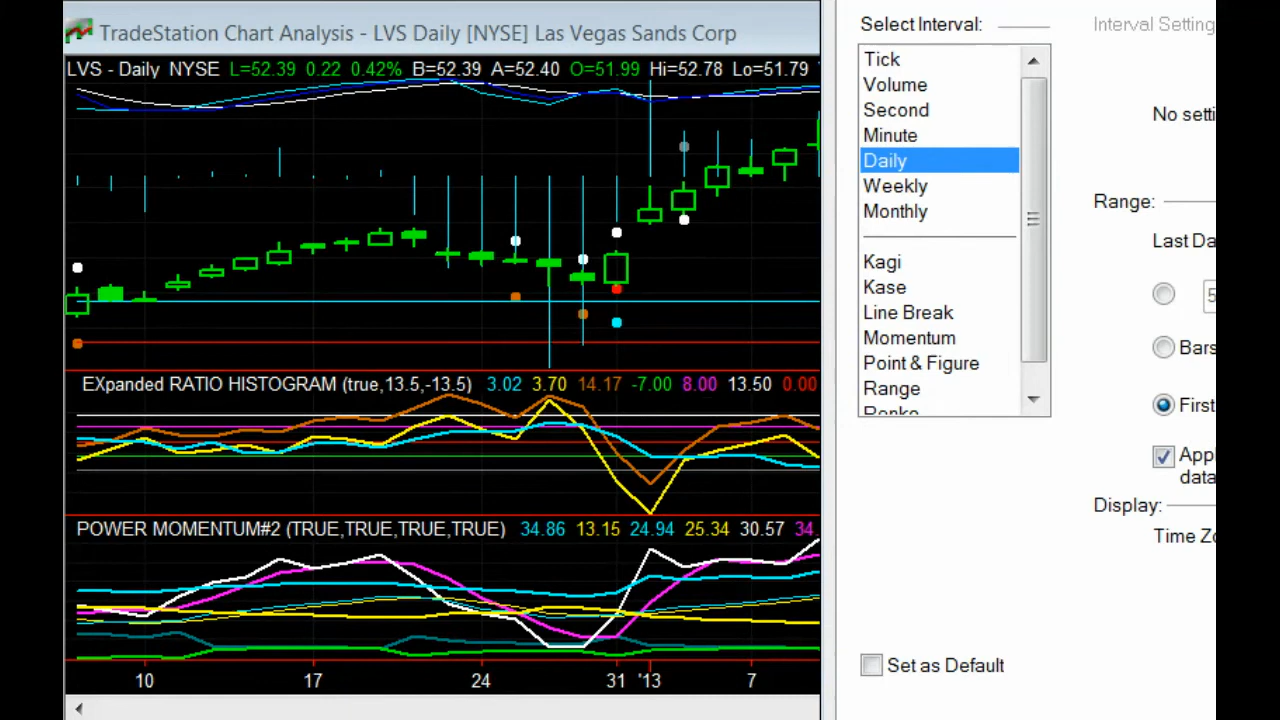 TradeStation Chart Analysis - LVS Daily [NYSE] Las Vegas Sands Corp
LVS - Daily NYSE L=52.39 0.22 0.42% B=52.39 A=52.40 O=51.99 Hi=52.78 Lo=51.79
EXpanded RATIO HISTOGRAM (true,13.5,-13.5) 3.02 3.70 14.17 -7.00 8.00 13.50 0.00
POWER MOMENTUM#2 (TRUE,TRUE,TRUE,TRUE) 34.86 13.15 24.94 25.34 30.57 34.
10 17 24 31 '13 7
Select Interval:
Tick
Volume
Second
Minute
Daily
Weekly
Monthly
Kagi
Kase
Line Break
Momentum
Point & Figure
Range
Renko
Set as Default
Interval Setting
No setti
Range:
Last Da
5
Bars
First
Appl
data
Display:
Time Zo